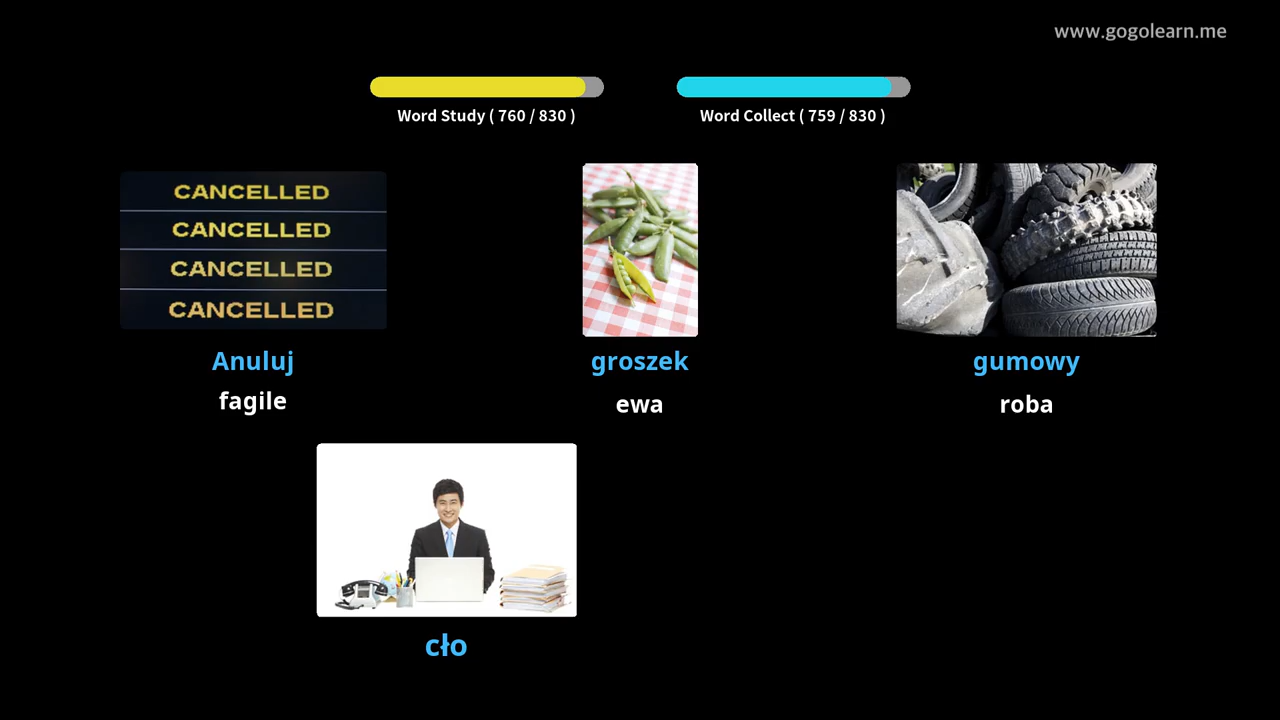 www.gogolearn.me
Word Study ( 760 / 830 )
Word Collect ( 759 / 830 )
CANCELLED
CANCELLED
CANCELLED
CANCELLED
Anuluj
fagile
groszek
ewa
gumowy
roba
cło